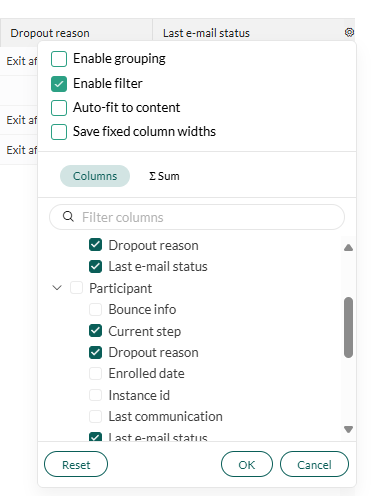 Dropout reason Last e-mail status
Exit af
Enable grouping
Enable filter
Exit af
Auto-fit to content
Exit af
Save fixed column widths
Columns Σ Sum
Filter columns
Dropout reason
Last e-mail status
Participant
Bounce info
Current step
Dropout reason
Enrolled date
Instance id
Last communication
Last e-mail status
Reset OK Cancel